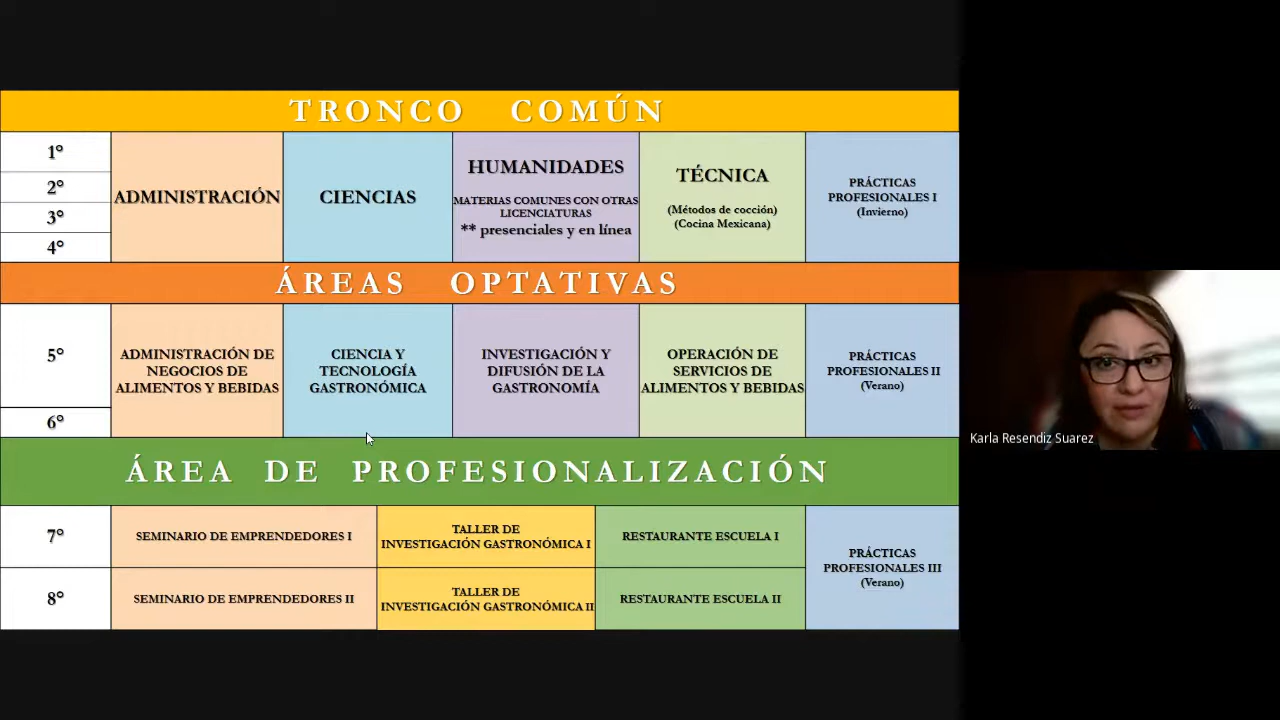 TRONCO COMÚN
1°
2°
3°
4°
ADMINISTRACIÓN
CIENCIAS
HUMANIDADES
MATERIAS COMUNES CON OTRAS
LICENCIATURAS
** presenciales y en línea
TÉCNICA
(Métodos de cocción)
(Cocina Mexicana)
PRÁCTICAS
PROFESIONALES I
(Invierno)
ÁREAS OPTATIVAS
5°
6°
ADMINISTRACIÓN DE
NEGOCIOS DE
ALIMENTOS Y BEBIDAS
CIENCIA Y
TECNOLOGÍA
GASTRONÓMICA
INVESTIGACIÓN Y
DIFUSIÓN DE LA
GASTRONOMÍA
OPERACIÓN DE
SERVICIOS DE
ALIMENTOS Y BEBIDAS
PRÁCTICAS
PROFESIONALES II
(Verano)
ÁREA DE PROFESIONALIZACIÓN
7°
SEMINARIO DE EMPRENDEDORES I
TALLER DE
INVESTIGACIÓN GASTRONÓMICA I
RESTAURANTE ESCUELA I
8°
SEMINARIO DE EMPRENDEDORES II
TALLER DE
INVESTIGACIÓN GASTRONÓMICA II
RESTAURANTE ESCUELA II
PRÁCTICAS
PROFESIONALES III
(Verano)
Karla Resendiz Suarez